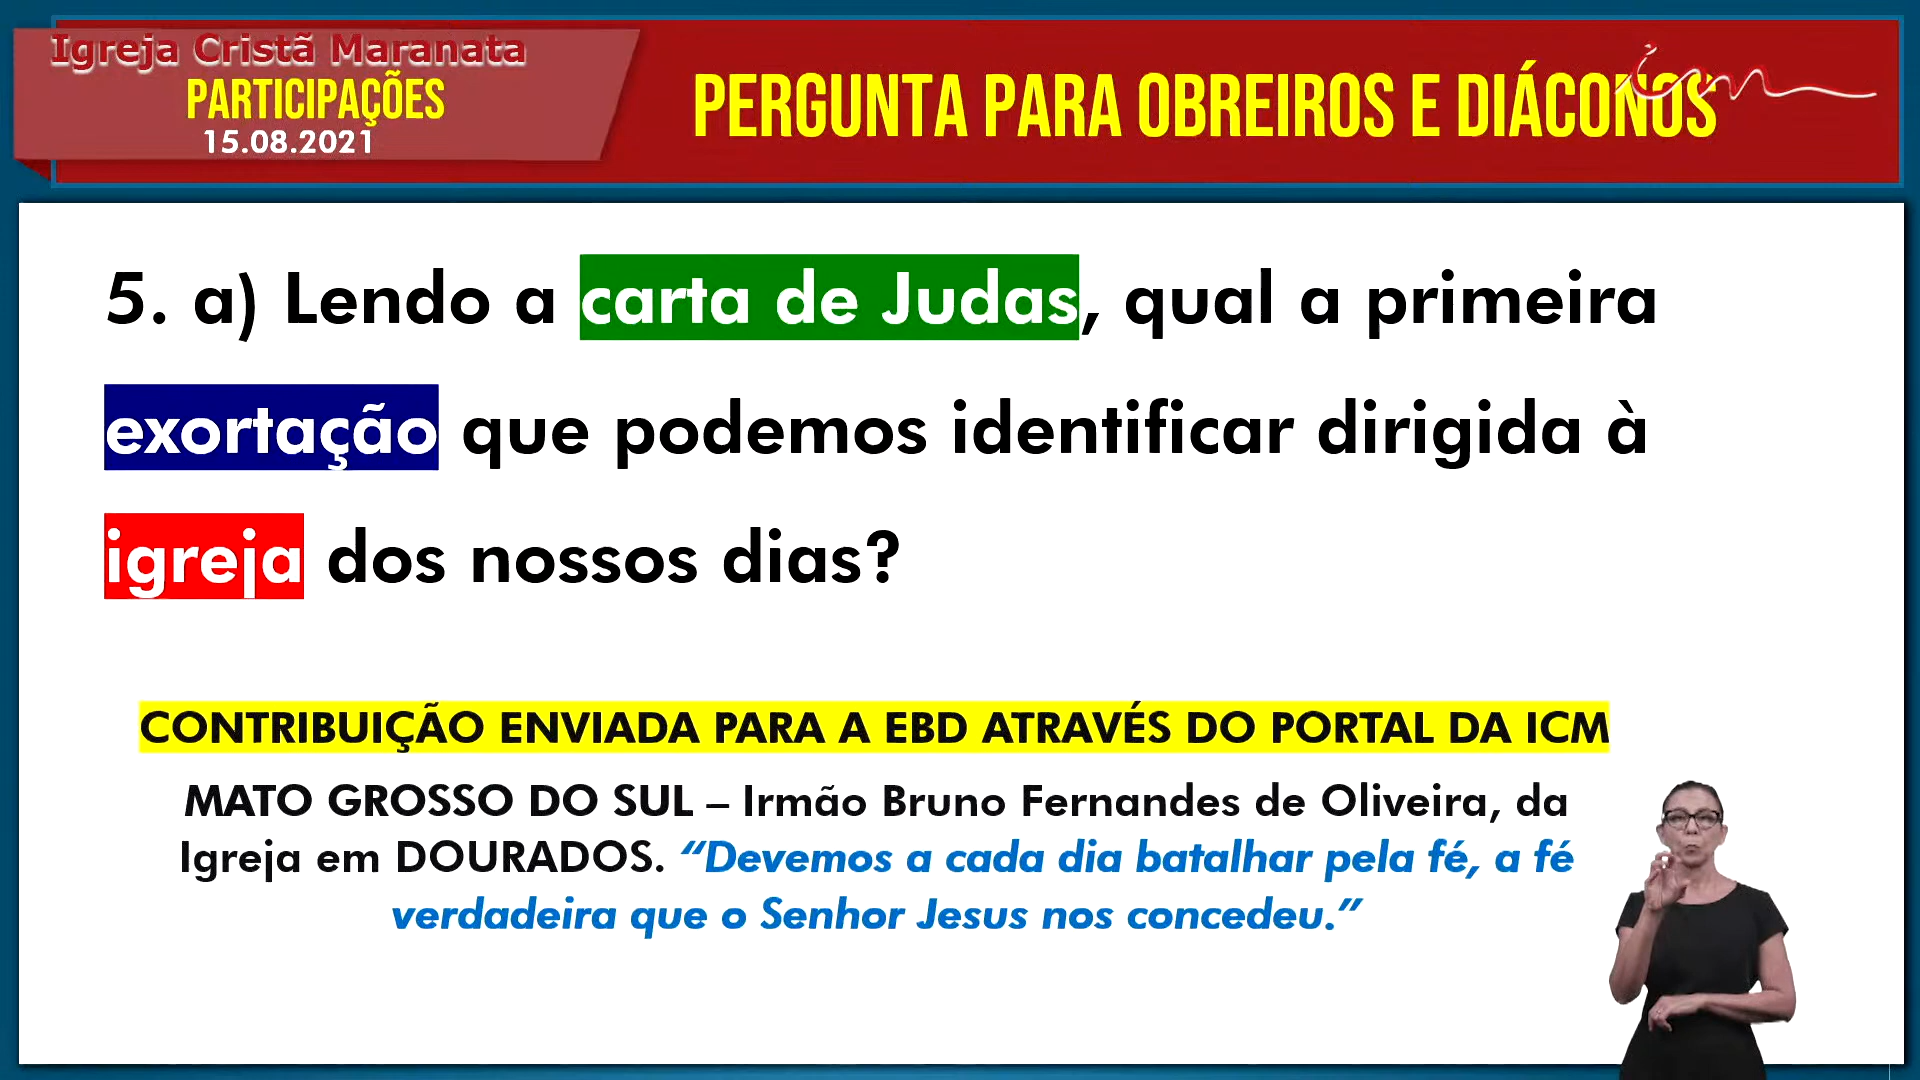 Igreja Cristã Maranata
PARTICIPAÇÕES
15.08.2021
PERGUNTA PARA OBREIROS E DIÁCONOS
icm
5. a) Lendo a carta de Judas, qual a primeira
exortação que podemos identificar dirigida à
igreja dos nossos dias?
CONTRIBUIÇÃO ENVIADA PARA A EBD ATRAVÉS DO PORTAL DA ICM
MATO GROSSO DO SUL – Irmão Bruno Fernandes de Oliveira, da
Igreja em DOURADOS. “Devemos a cada dia batalhar pela fé, a fé
verdadeira que o Senhor Jesus nos concedeu.”